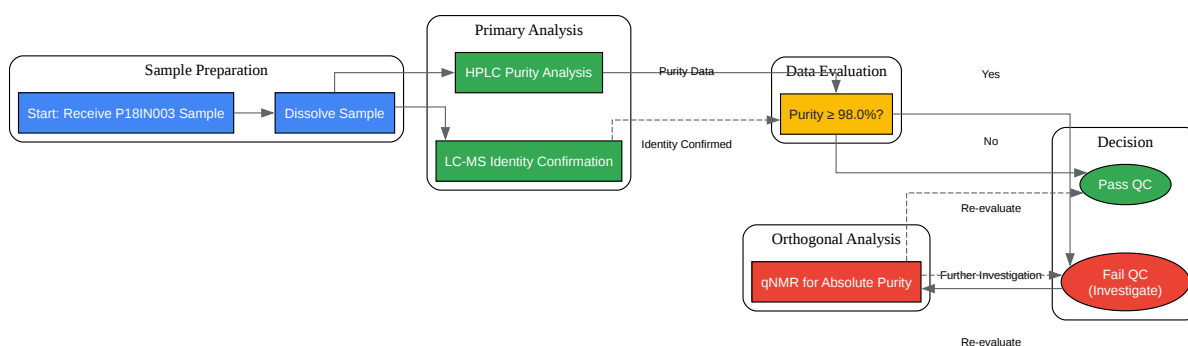 Sample Preparation
Start: Receive P18IN003 Sample
Dissolve Sample
Primary Analysis
HPLC Purity Analysis
LC-MS Identity Confirmation
Purity Data
Identity Confirmed
Data Evaluation
Purity ≥ 98.0%?
Yes
No
Decision
Pass QC
Re-evaluate
Orthogonal Analysis
qNMR for Absolute Purity
Further Investigation
Fail QC
(Investigate)
Re-evaluate